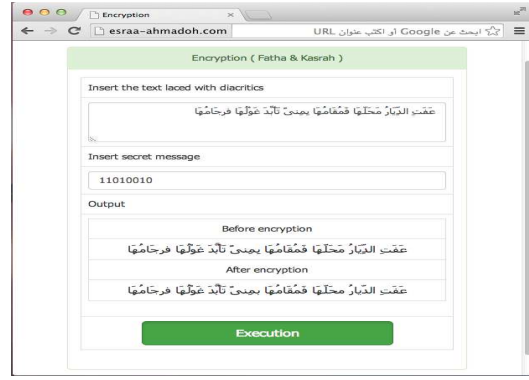 Encryption
esraa-ahmadoh.com
ابحث عن Google أو اكتب عنوان URL
Encryption ( Fatha & Kasrah )
Insert the text laced with diacritics
عَفَتِ الدِّيَارُ مَحَلُّهَا فَمُقَامُهَا بِمِنىً تَأَبَّدَ غَوْلُهَا فَرِجَامُهَا
Insert secret message
11010010
Output
Before encryption
عَفَتِ الدِّيَارُ مَحَلُّهَا فَمُقَامُهَا بِمِنىً تَأَبَّدَ غَوْلُهَا فَرِجَامُهَا
After encryption
عَفَتِ الدِّيَارُ مَحَلُّهَا فَمُقَامُهَا بِمِنىً تَأَبَّدَ غَوْلُهَا فَرِجَامُهَا
Execution